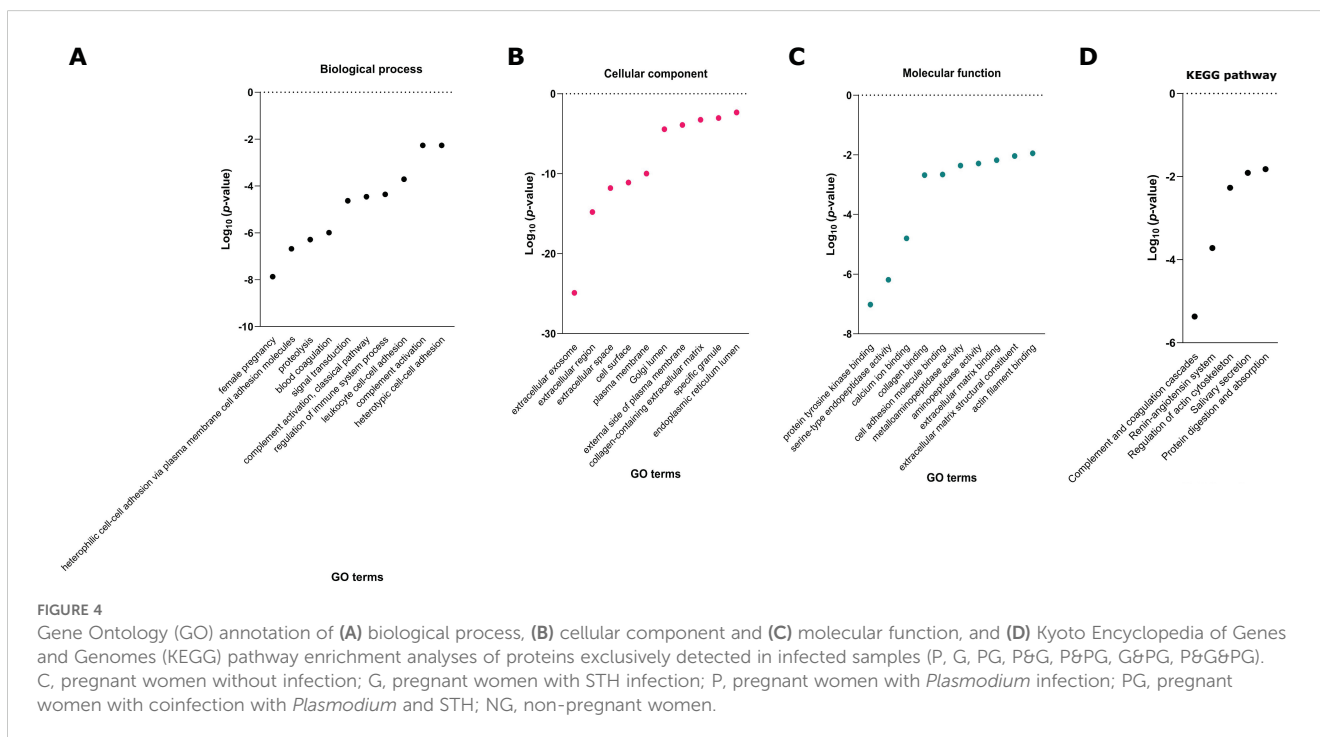 A
Biological process
Log10 (p-value)
0
-2
-4
-6
-8
-10
female pregnancy
heterophilic cell-cell adhesion via plasma membrane cell adhesion molecules
proteolysis
blood coagulation
signal transduction
complement activation, classical pathway
regulation of immune system process
leukocyte cell-cell adhesion
complement activation
heterotypic cell-cell adhesion
GO terms
B
Cellular component
Log10 (p-value)
0
-10
-20
-30
extracellular exosome
extracellular region
extracellular space
cell surface
plasma membrane
Golgi lumen
external side of plasma membrane
collagen-containing extracellular matrix
specific granule
endoplasmic reticulum lumen
GO terms
C
Molecular function
Log10 (p-value)
0
-2
-4
-6
-8
protein tyrosine kinase binding
serine-type endopeptidase activity
calcium ion binding
collagen binding
cell adhesion molecule binding
metalloaminopeptidase activity
aminopeptidase activity
extracellular matrix binding
extracellular matrix structural constituent
actin filament binding
GO terms
D
KEGG pathway
Log10 (p-value)
0
-2
-4
-6
Complement and coagulation cascades
Renin-angiotensin system
Regulation of actin cytoskeleton
Salivary secretion
Protein digestion and absorption
FIGURE 4
Gene Ontology (GO) annotation of (A) biological process, (B) cellular component and (C) molecular function, and (D) Kyoto Encyclopedia of Genes
and Genomes (KEGG) pathway enrichment analyses of proteins exclusively detected in infected samples (P, G, PG, P&G, P&PG, G&PG, P&G&PG).
C, pregnant women without infection; G, pregnant women with STH infection; P, pregnant women with Plasmodium infection; PG, pregnant
women with coinfection with Plasmodium and STH; NG, non-pregnant women.